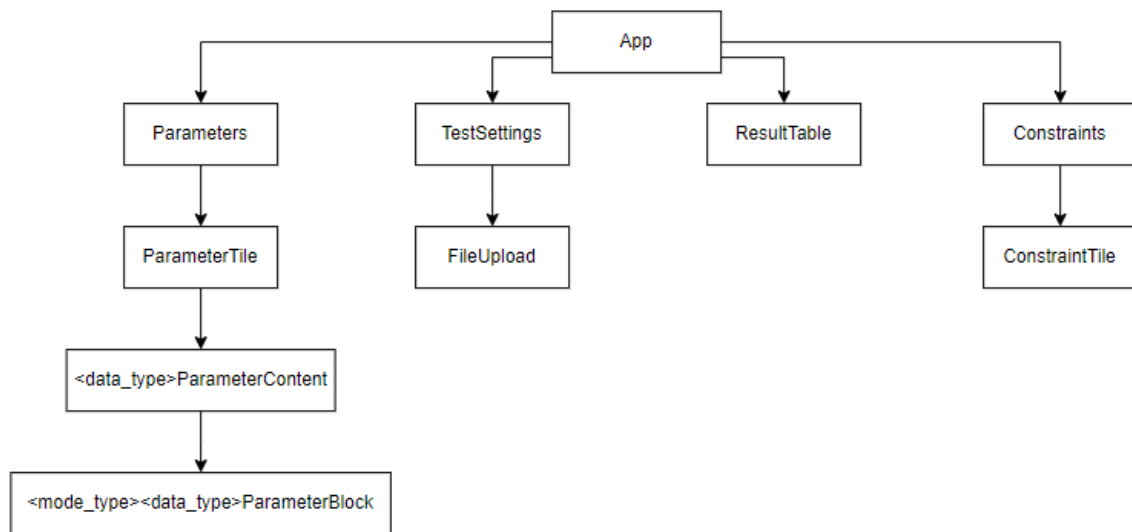 App
Parameters
TestSettings
ResultTable
Constraints
ParameterTile
FileUpload
ConstraintTile
<data_type>ParameterContent
<mode_type><data_type>ParameterBlock